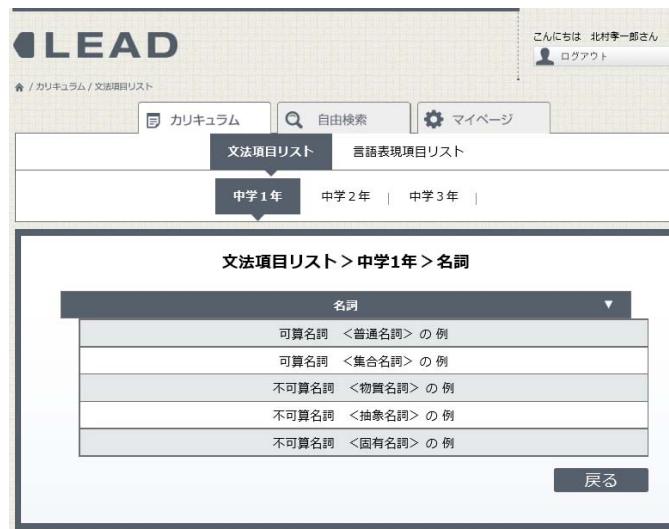 LEAD
こんにちは 北村孝一郎さん
ログアウト
/ カリキュラム / 文法項目リスト
カリキュラム 自由検索 マイページ
文法項目リスト 言語表現項目リスト
中学1年 中学2年 | 中学3年 |
文法項目リスト＞中学1年＞名詞
名詞 ▼
可算名詞 ＜普通名詞＞ の 例
可算名詞 ＜集合名詞＞ の 例
不可算名詞 ＜物質名詞＞ の 例
不可算名詞 ＜抽象名詞＞ の 例
不可算名詞 ＜固有名詞＞ の 例
戻る